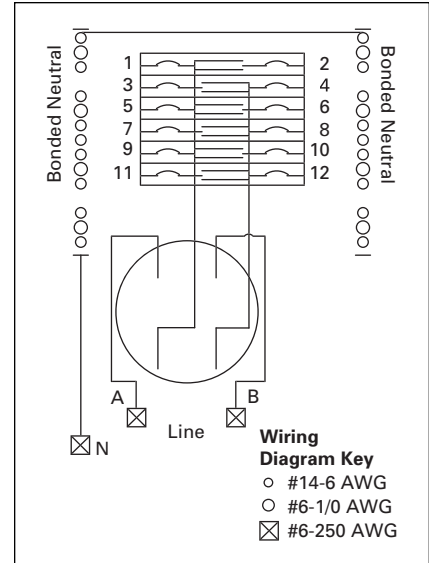 Bonded Neutral
Bonded Neutral
1 2
3 4
5 6
7 8
9 10
11 12
A B
Line
N
Wiring
Diagram Key
#14-6 AWG
#6-1/0 AWG
#6-250 AWG